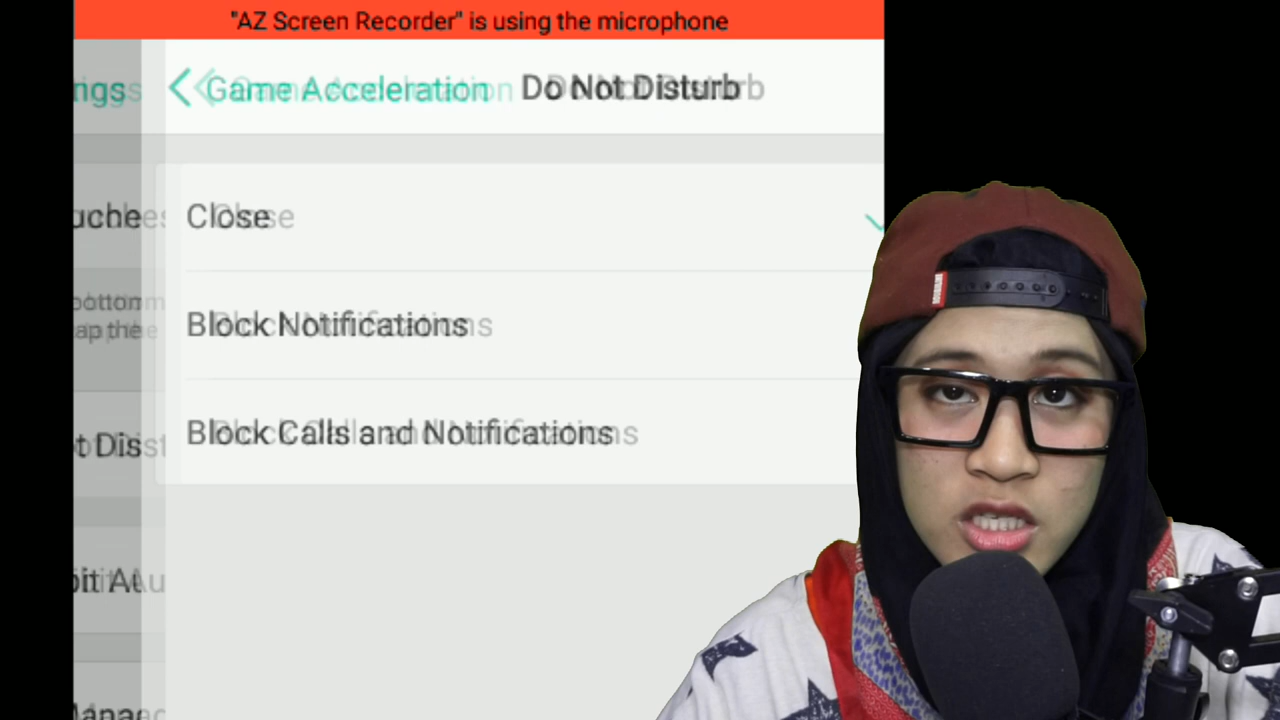 "AZ Screen Recorder" is using the microphone
ngs
Game Acceleration
Do Not Disturb
Close
Block Notifications
Block Calls and Notifications